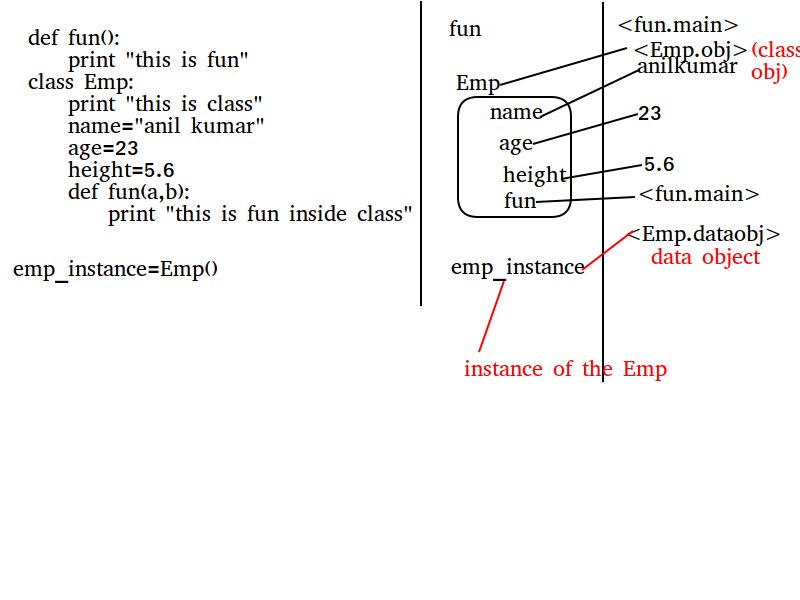 def fun():
print "this is fun"
class Emp:
print "this is class"
name="anil kumar"
age=23
height=5.6
def fun(a,b):
print "this is fun inside class"
emp_instance=Emp()
fun
Emp
name
age
height
fun
emp_instance
instance of the Emp
<fun.main>
<Emp.obj> (class
obj)
anilkumar
23
5.6
<fun.main>
<Emp.dataobj>
data object